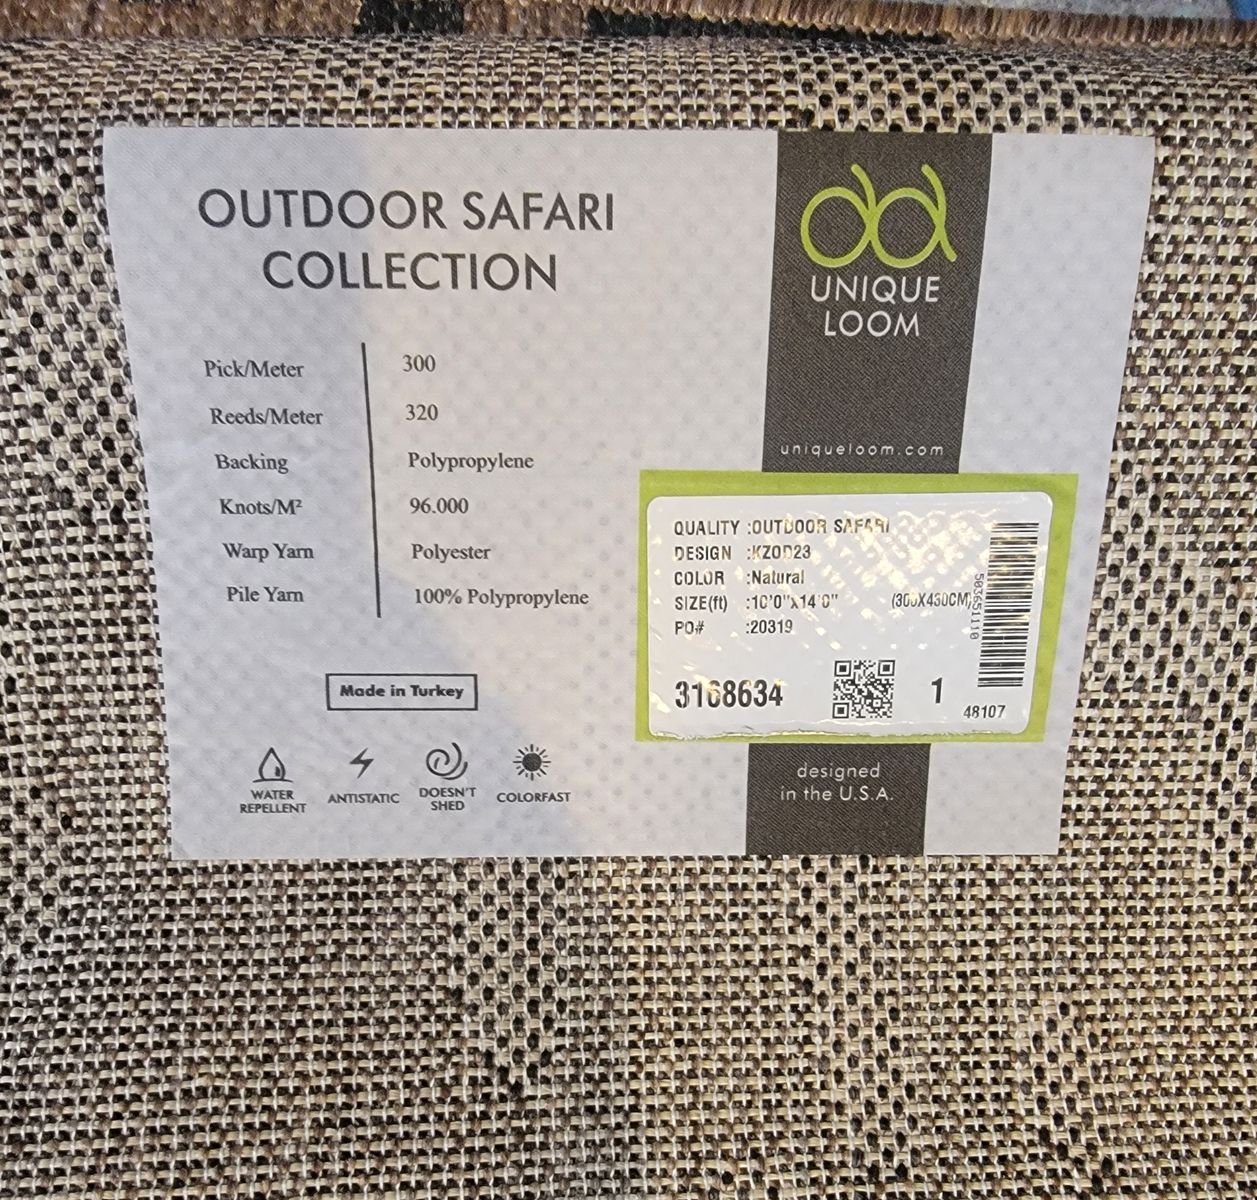 OUTDOOR SAFARI
COLLECTION
Pick/Meter 300
Reeds/Meter 320
Backing Polypropylene
Knots/M² 96.000
Warp Yarn Polyester
Pile Yarn 100% Polypropylene
Made in Turkey
WATER
REPELLENT
ANTISTATIC
DOESN'T
SHED
COLORFAST
UNIQUE
LOOM
uniqueloom.com
QUALITY :OUTDOOR SAFARI
DESIGN :KZOD23
COLOR :Natural
SIZE(ft) :10'0"x14'0" (300X430CM)
PO# :20319
3168634
1
48107
503651110
designed
in the U.S.A.